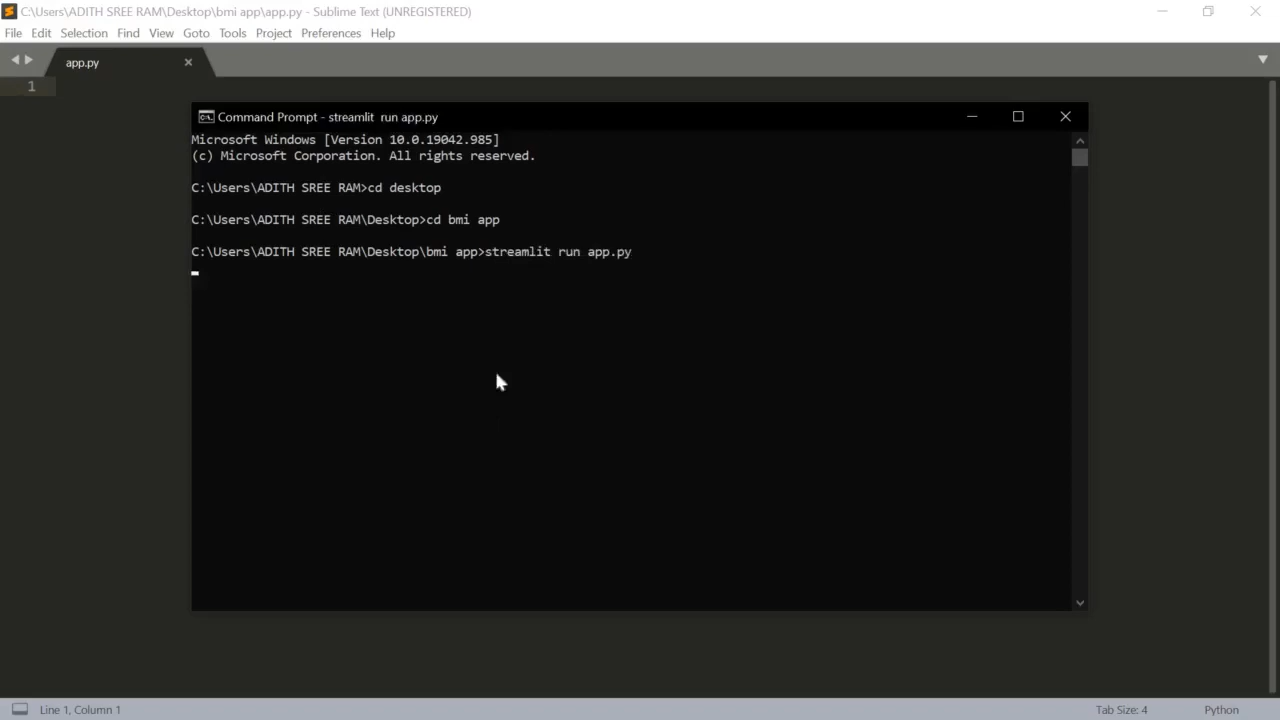 C:\Users\ADITH SREE RAM\Desktop\bmi app\app.py - Sublime Text (UNREGISTERED)
File Edit Selection Find View Goto Tools Project Preferences Help
app.py
1
Command Prompt - streamlit  run app.py
Microsoft Windows [Version 10.0.19042.985]
(c) Microsoft Corporation. All rights reserved.
C:\Users\ADITH SREE RAM>cd desktop
C:\Users\ADITH SREE RAM\Desktop>cd bmi app
C:\Users\ADITH SREE RAM\Desktop\bmi app>streamlit run app.py
Line 1, Column 1
Tab Size: 4
Python